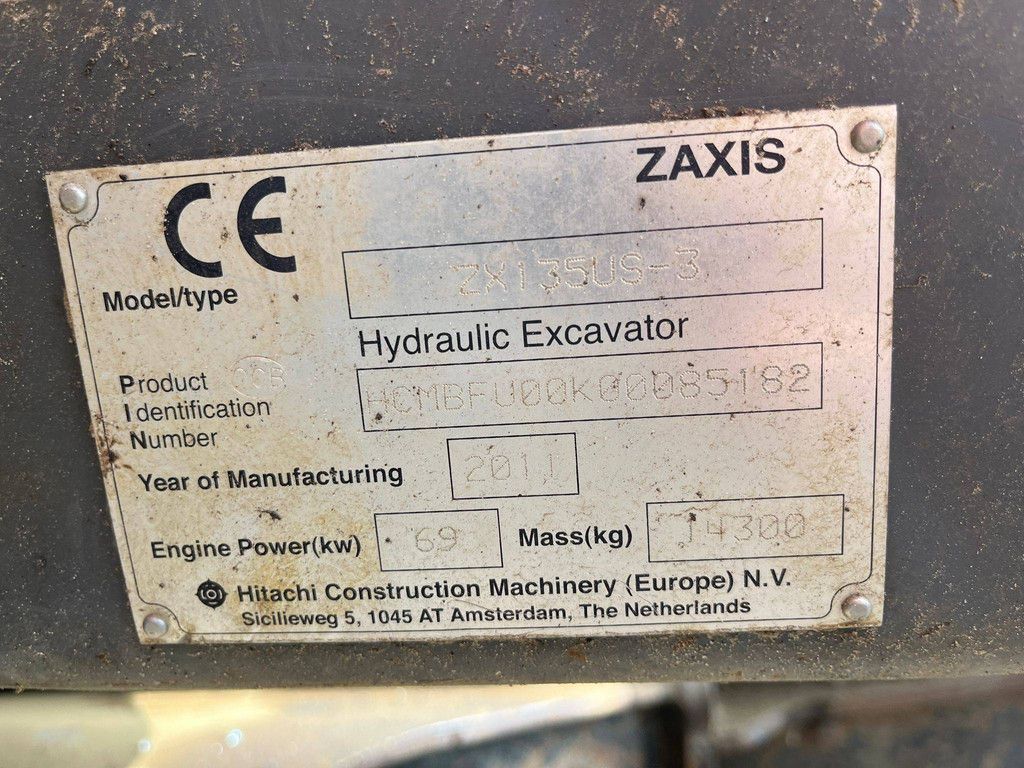 ZAXIS
CE
Model/type ZX135US-3
Hydraulic Excavator
Product
Identification HCMBFU00K00085182
Number
Year of Manufacturing 2011
Engine Power(kw) 69 Mass(kg) 14300
Hitachi Construction Machinery (Europe) N.V.
Sicilieweg 5, 1045 AT Amsterdam, The Netherlands